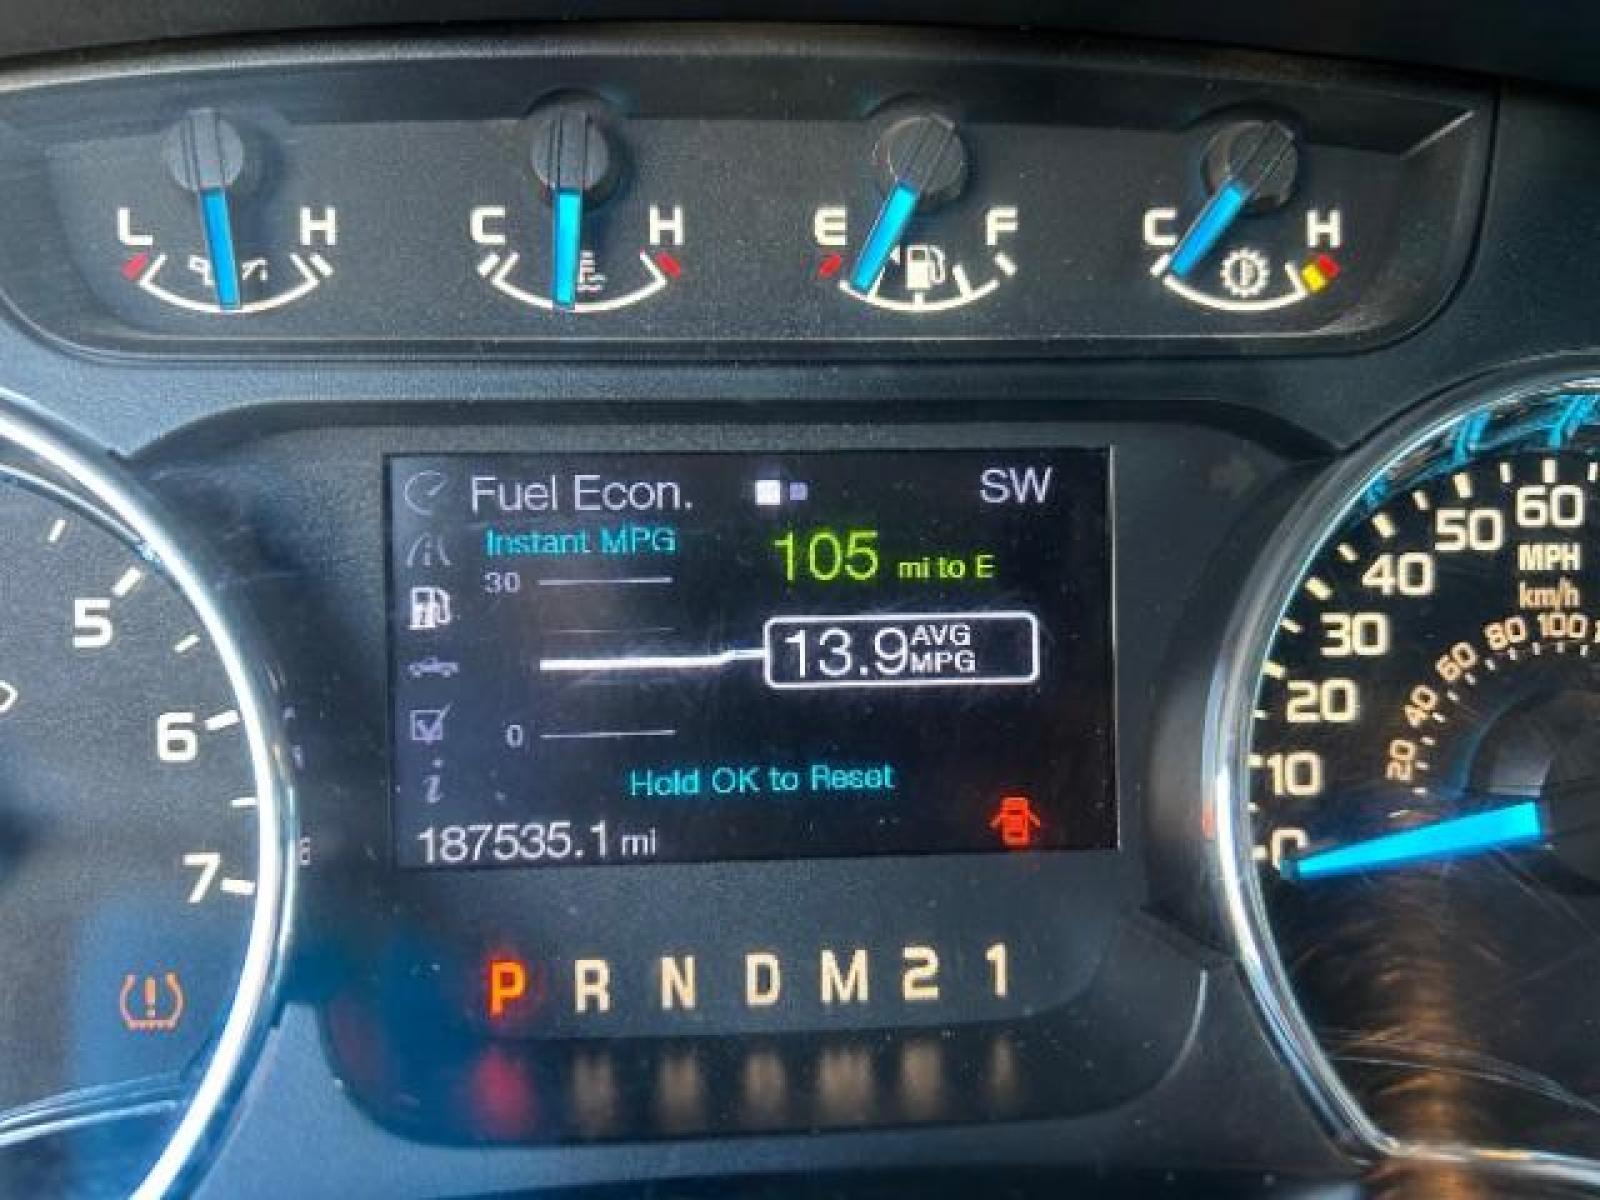 L H C H E F C H
Fuel Econ. SW
Instant MPG
105 mi to E
30
13.9 AVG MPG
0
Hold OK to Reset
i
187535.1 mi
P R N D M 2 1
5
6
7
60
50
40
30
20
10
0
MPH
km/h
100
80
60
40
20